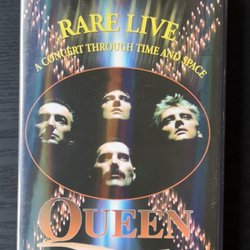 RARE LIVE
A CONCERT THROUGH TIME AND SPACE
QUEEN